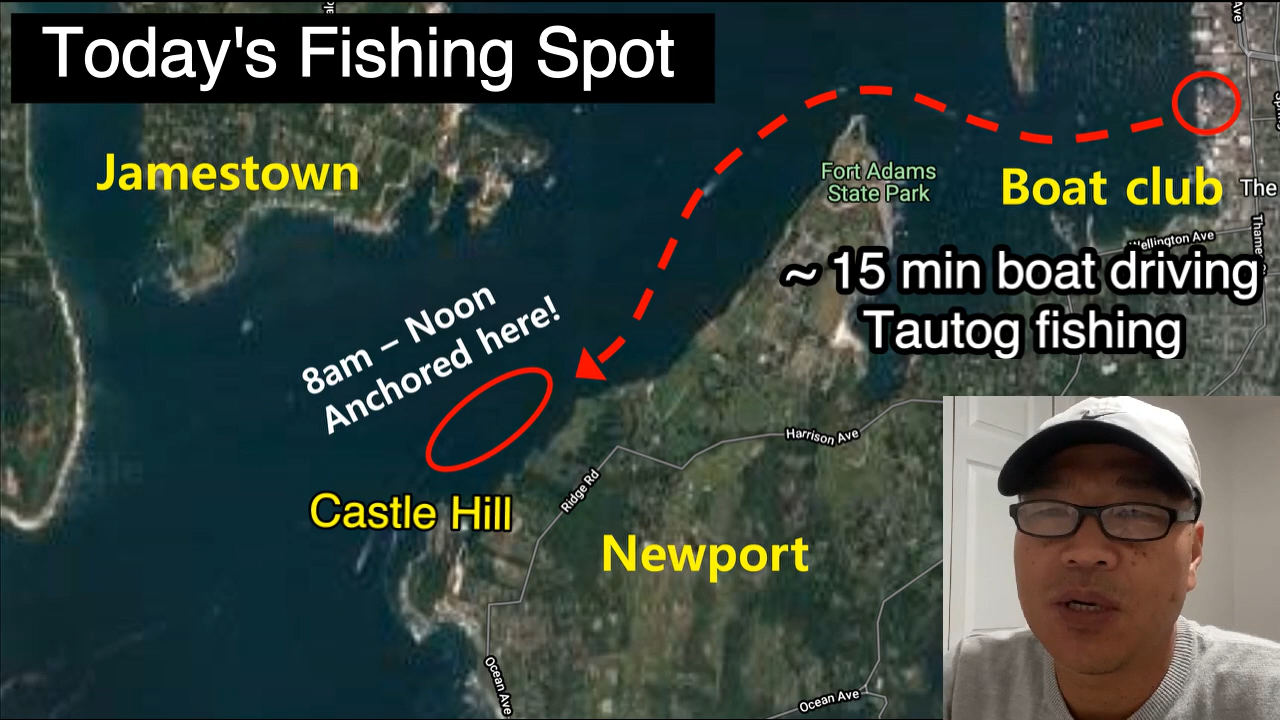 Today's Fishing Spot
Jamestown
Fort Adams
State Park
Boat club
The
Wellington Ave
~ 15 min boat driving
Tautog fishing
8am – Noon
Anchored here!
Harrison Ave
Ridge Rd
Castle Hill
Newport
Ocean Ave
Ocean Ave
Ave